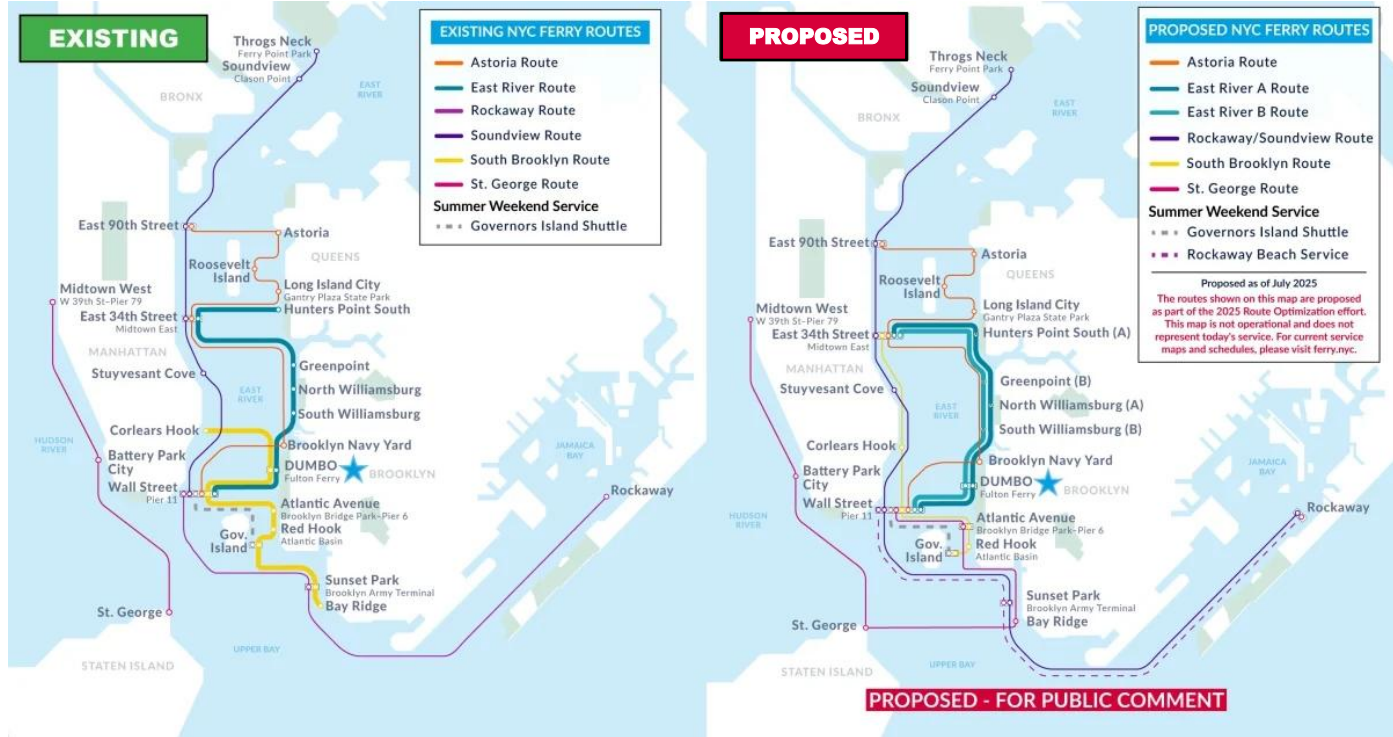 EXISTING
EXISTING NYC FERRY ROUTES
Astoria Route
East River Route
Rockaway Route
Soundview Route
South Brooklyn Route
St. George Route
Summer Weekend Service
Governors Island Shuttle
Throgs Neck
Ferry Point Park
Soundview
Clason Point
EAST
RIVER
BRONX
East 90th Street
Astoria
Roosevelt
Island
QUEENS
Long Island City
Gantry Plaza State Park
Hunters Point South
Midtown West
W 39th St–Pier 79
East 34th Street
Midtown East
MANHATTAN
Stuyvesant Cove
Greenpoint
EAST
RIVER
North Williamsburg
South Williamsburg
Corlears Hook
HUDSON
RIVER
Brooklyn Navy Yard
Battery Park
City
DUMBO
Fulton Ferry
BROOKLYN
JAMAICA
BAY
Wall Street
Pier 11
Rockaway
Atlantic Avenue
Brooklyn Bridge Park–Pier 6
Red Hook
Atlantic Basin
Gov.
Island
Sunset Park
Brooklyn Army Terminal
Bay Ridge
St. George
UPPER BAY
STATEN ISLAND
PROPOSED
PROPOSED NYC FERRY ROUTES
Astoria Route
East River A Route
East River B Route
Rockaway/Soundview Route
South Brooklyn Route
St. George Route
Summer Weekend Service
Governors Island Shuttle
Rockaway Beach Service
Proposed as of July 2025
The routes shown on this map are proposed
as part of the 2025 Route Optimization effort.
This map is not operational and does not
represent today's service. For current service
maps and schedules, please visit ferry.nyc.
Throgs Neck
Ferry Point Park
Soundview
Clason Point
EAST
RIVER
BRONX
East 90th Street
Astoria
Roosevelt
Island
QUEENS
Long Island City
Gantry Plaza State Park
Midtown West
W 39th St–Pier 79
East 34th Street
Midtown East
Hunters Point South (A)
MANHATTAN
Stuyvesant Cove
Greenpoint (B)
EAST
RIVER
North Williamsburg (A)
South Williamsburg (B)
Corlears Hook
Brooklyn Navy Yard
Battery Park
City
DUMBO
Fulton Ferry
BROOKLYN
JAMAICA
BAY
Wall Street
Pier 11
HUDSON
RIVER
Rockaway
Atlantic Avenue
Brooklyn Bridge Park–Pier 6
Red Hook
Atlantic Basin
Gov.
Island
Sunset Park
Brooklyn Army Terminal
Bay Ridge
St. George
UPPER BAY
STATEN ISLAND
PROPOSED - FOR PUBLIC COMMENT